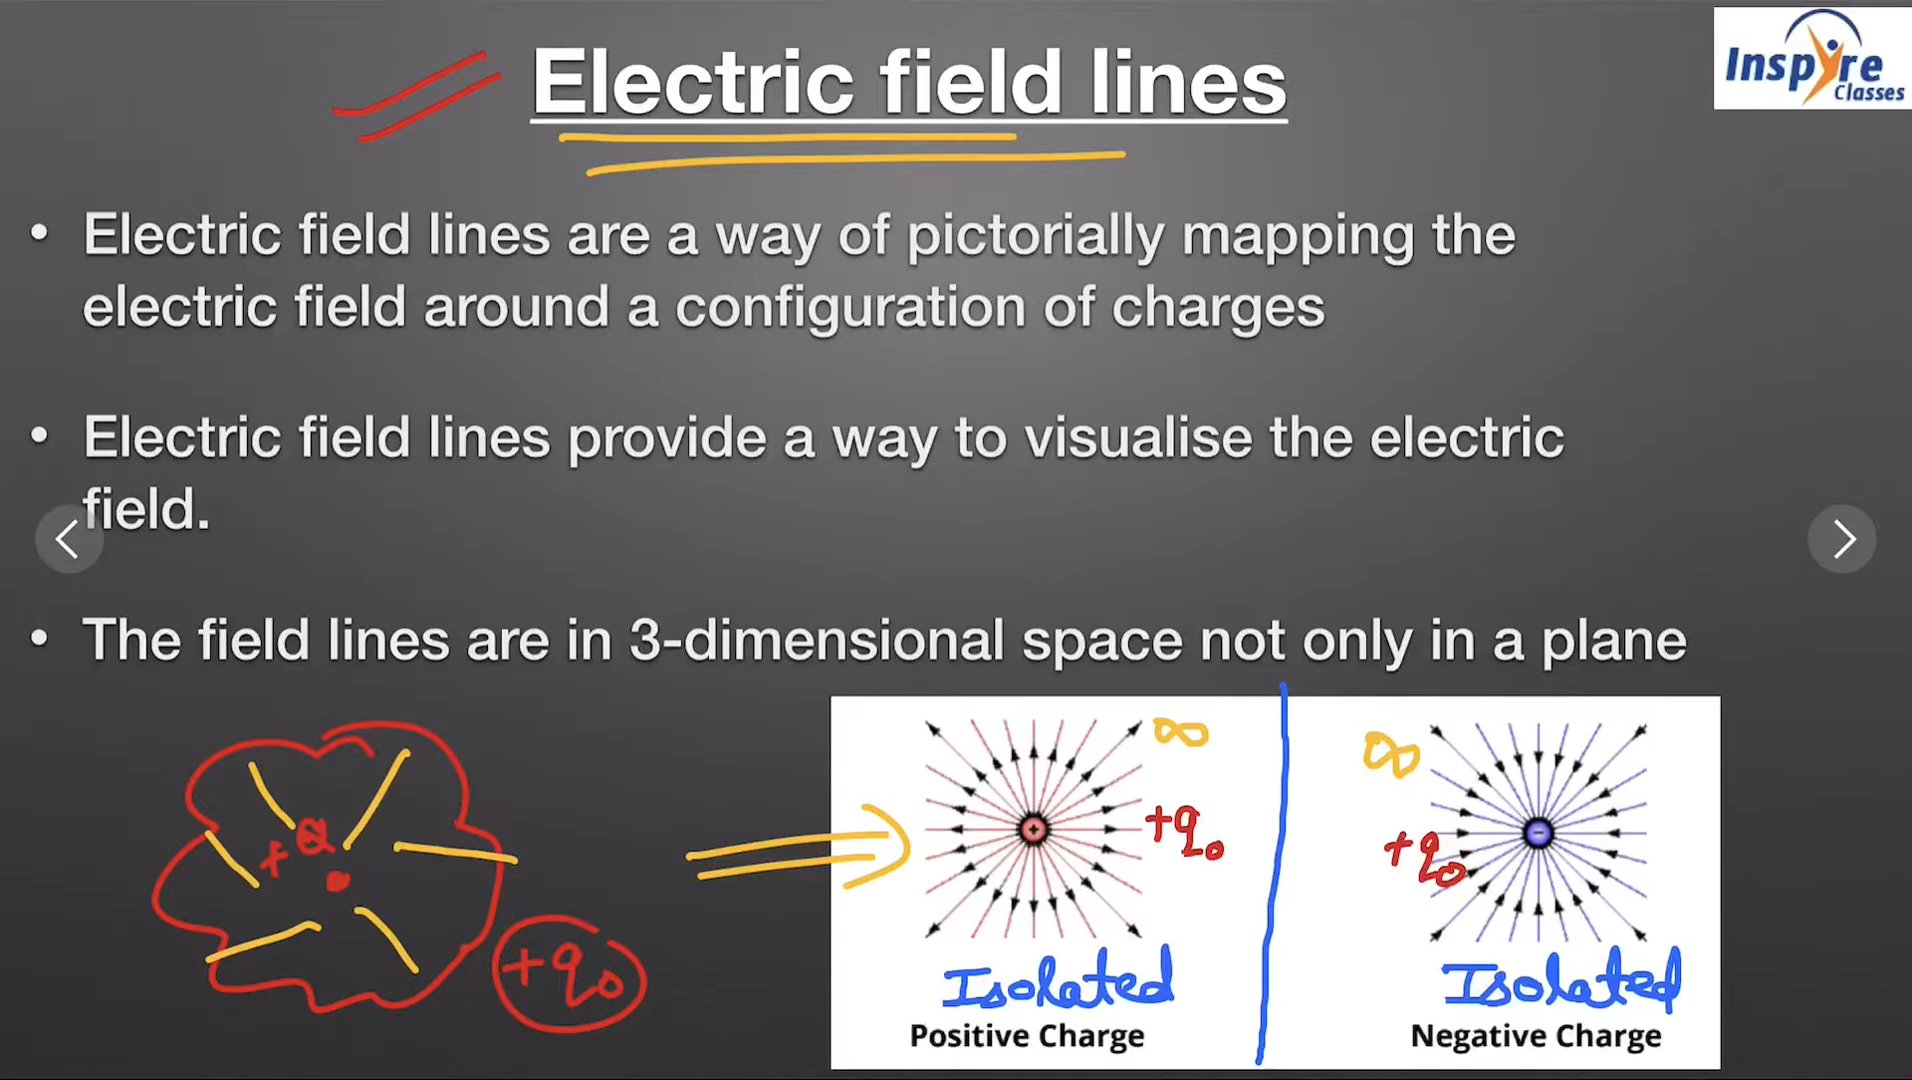 Electric field lines
Inspyre
Classes
• Electric field lines are a way of pictorially mapping the
electric field around a configuration of charges
• Electric field lines provide a way to visualise the electric
field.
• The field lines are in 3-dimensional space not only in a plane
+Q
+q₀
∞
+q₀
+
Isolated
Positive Charge
∞
+q₀
-
Isolated
Negative Charge